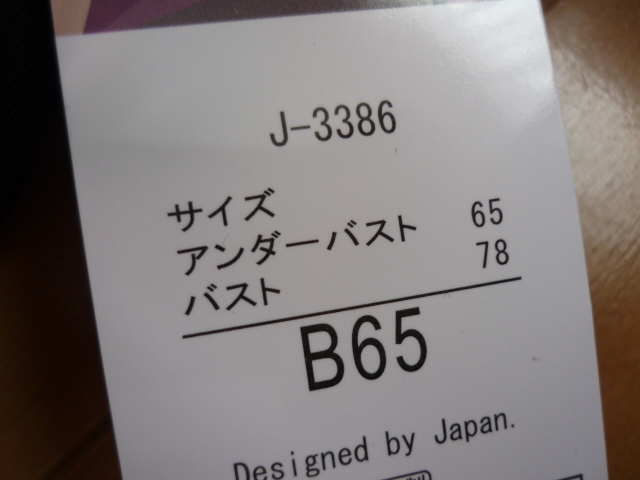 J-3386
サイズ
アンダーバスト 65
バスト 78
B65
Designed by Japan.